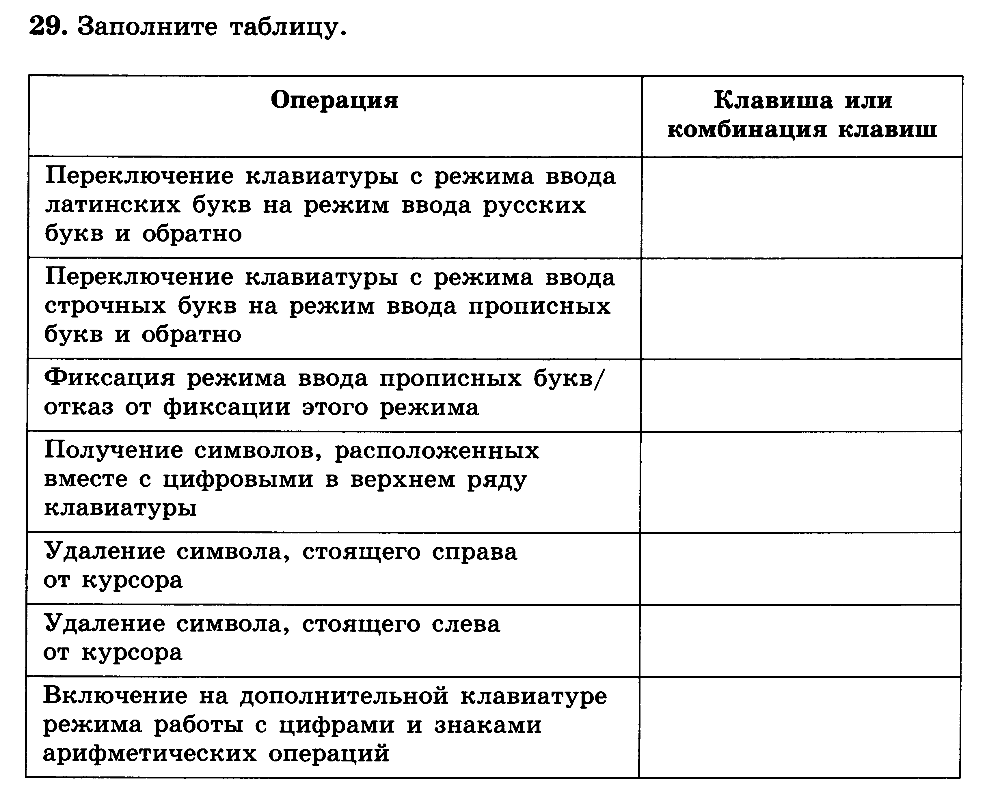 29. Заполните таблицу.
Операция
Клавиша или
комбинация клавиш
Переключение клавиатуры с режима ввода
латинских букв на режим ввода русских
букв и обратно
Переключение клавиатуры с режима ввода
строчных букв на режим ввода прописных
букв и обратно
Фиксация режима ввода прописных букв/
отказ от фиксации этого режима
Получение символов, расположенных
вместе с цифровыми в верхнем ряду
клавиатуры
Удаление символа, стоящего справа
от курсора
Удаление символа, стоящего слева
от курсора
Включение на дополнительной клавиатуре
режима работы с цифрами и знаками
арифметических операций